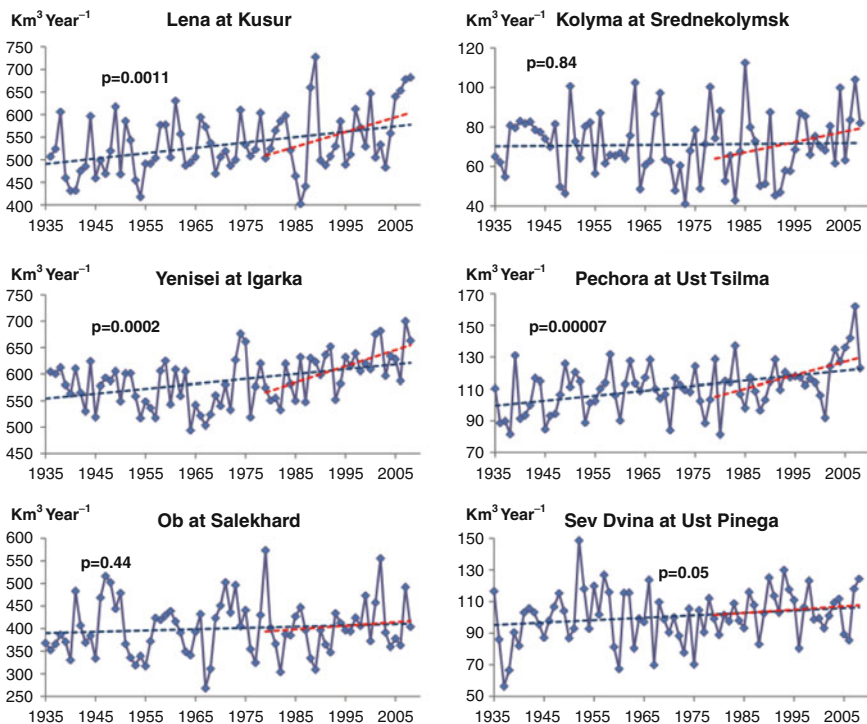 Km³ Year⁻¹
Lena at Kusur
p=0.0011
750
700
650
600
550
500
450
400
1935 1945 1955 1965 1975 1985 1995 2005
Kolyma at Srednekolymsk
Km³ Year⁻¹
p=0.84
120
100
80
60
40
1935 1945 1955 1965 1975 1985 1995 2005
Km³ Year⁻¹
Yenisei at Igarka
p=0.0002
750
700
650
600
550
500
450
1935 1945 1955 1965 1975 1985 1995 2005
Km³ Year⁻¹
Pechora at Ust Tsilma
p=0.00007
170
150
130
110
90
70
1935 1945 1955 1965 1975 1985 1995 2005
Km³ Year⁻¹
Ob at Salekhard
p=0.44
600
550
500
450
400
350
300
250
1935 1945 1955 1965 1975 1985 1995 2005
Km³ Year⁻¹
Sev Dvina at Ust Pinega
p=0.05
150
130
110
90
70
50
1935 1945 1955 1965 1975 1985 1995 2005